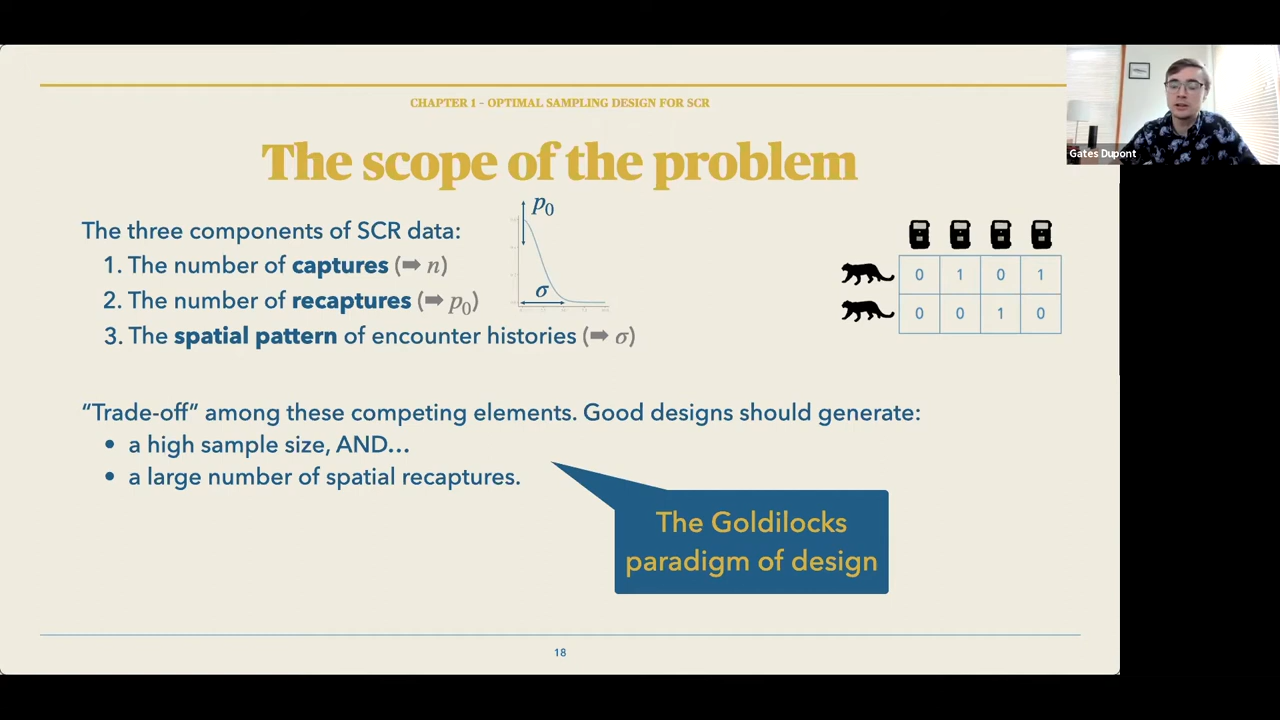 CHAPTER 1 - OPTIMAL SAMPLING DESIGN FOR SCR
The scope of the problem
Gates Dupont
The three components of SCR data:
1. The number of captures (➡ n)
2. The number of recaptures (➡ p₀)
3. The spatial pattern of encounter histories (➡ σ)
p₀
σ
0 1 0 1
0 0 1 0
“Trade-off” among these competing elements. Good designs should generate:
• a high sample size, AND...
• a large number of spatial recaptures.
The Goldilocks
paradigm of design
18